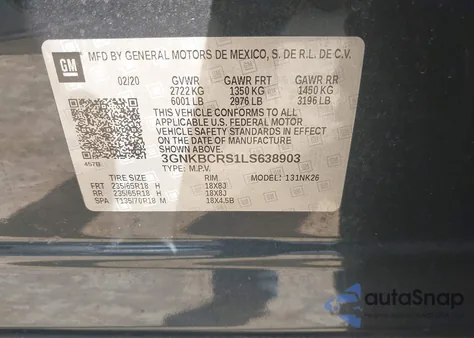 GM
MFD BY GENERAL MOTORS DE MEXICO, S. DE R.L. DE C.V.
02/20 GVWR GAWR FRT GAWR RR
2722 KG 1350 KG 1450 KG
6001 LB 2976 LB 3196 LB
THIS VEHICLE CONFORMS TO ALL APPLICABLE
U.S. FEDERAL MOTOR VEHICLE
SAFETY STANDARDS IN EFFECT
ON THE DATE OF MANUFACTURE
SHOWN ABOVE.
457B
3GNKBCRS1LS638903
TYPE: M.P.V. MODEL: 131NK26
TIRE SIZE RIM
FRT 235/65R18 H 18X8J
RR 235/65R18 H 18X8J
SPA T135/70R18 M 18X4.5B
autoSnap